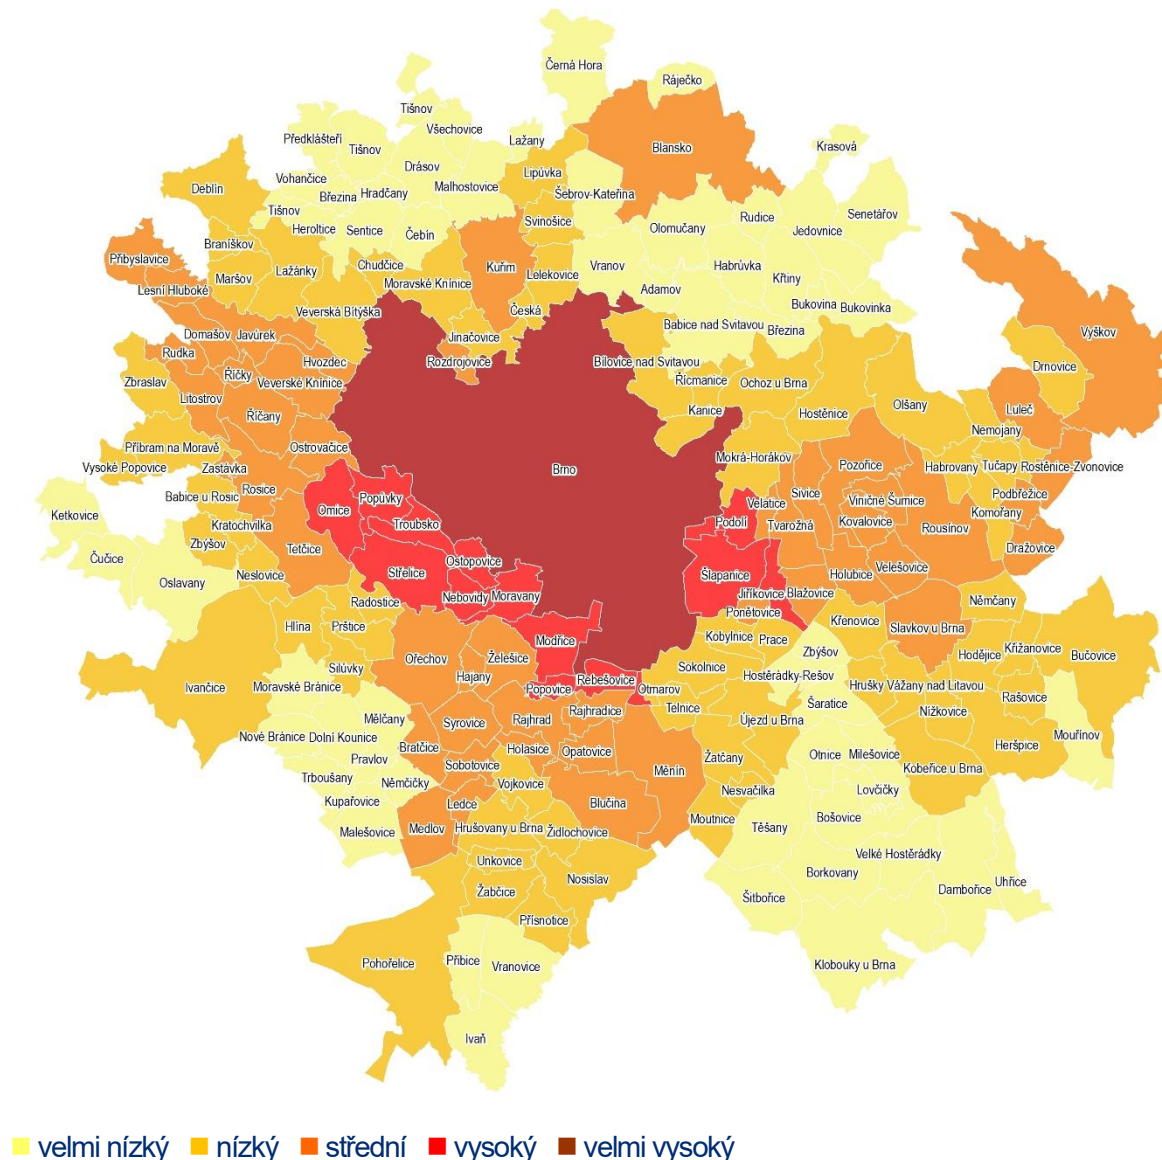 Černá Hora
Ráječko
Tišnov
Všechovice
Předklášteří
Tišnov
Lažany
Blansko
Krasová
Drásov
Lipůvka
Vohančice
Deblín
Březina
Hradčany
Malhostovice
Šebrov-Kateřina
Tišnov
Svinošice
Rudice
Senetářov
Heroltice
Sentice
Čebín
Olomučany
Jedovnice
Braníškov
Přibyslavice
Lažánky
Chudčice
Kuřim
Lelekovice
Vranov
Habrůvka
Maršov
Moravské Knínice
Adamov
Křtiny
Lesní Hluboké
Veverská Bítýška
Česká
Bukovina
Bukovinka
Domašov
Javůrek
Jinačovice
Babice nad Svitavou
Březina
Vyškov
Rudka
Hvozdec
Rozdrojovice
Bílovice nad Svitavou
Drnovice
Říčky
Zbraslav
Veverské Knínice
Řícmanice
Ochoz u Brna
Litostrov
Kanice
Hostěnice
Olšany
Luleč
Říčany
Nemojany
Příbram na Moravě
Ostrovačice
Mokrá-Horákov
Vysoké Popovice
Zastávka
Brno
Pozořice
Habrovany
Tučapy
Rostěnice-Zvonovice
Rosice
Babice u Rosic
Popůvky
Sivice
Viničné Šumice
Podbřežice
Ketkovice
Omice
Velatice
Kratochvilka
Troubsko
Podolí
Tvarožná
Kovalovice
Rousínov
Komořany
Zbýšov
Tetčice
Dražovice
Čučice
Ostopovice
Střelice
Šlapanice
Holubice
Velešovice
Oslavany
Neslovice
Nebovidy
Moravany
Jiříkovice
Blažovice
Radostice
Ponětovice
Němčany
Hlína
Prštice
Modřice
Kobylnice
Prace
Křenovice
Slavkov u Brna
Ořechov
Želešice
Zbýšov
Hodějice
Křižanovice
Bučovice
Silůvky
Hajany
Sokolnice
Hostěrádky-Rešov
Ivančice
Moravské Bránice
Popovice
Rebešovice
Otmarov
Hrušky
Vážany nad Litavou
Rašovice
Mělčany
Rajhradice
Telnice
Šaratice
Nížkovice
Syrovice
Rajhrad
Újezd u Brna
Nové Bránice
Dolní Kounice
Bratčice
Holasice
Opatovice
Otnice
Milešovice
Heršpice
Mouřínov
Pravlov
Sobotovice
Měnín
Žatčany
Kobeřice u Brna
Trboušany
Němčičky
Vojkovice
Nesvačilka
Lovčičky
Kupařovice
Ledce
Blučina
Bošovice
Malešovice
Medlov
Hrušovany u Brna
Židlochovice
Moutnice
Těšany
Unkovice
Velké Hostěrádky
Borkovany
Nosislav
Uhřice
Žabčice
Šitbořice
Dambořice
Přísnotice
Pohořelice
Přibice
Vranovice
Klobouky u Brna
Ivaň
velmi nízký nízký střední vysoký velmi vysoký